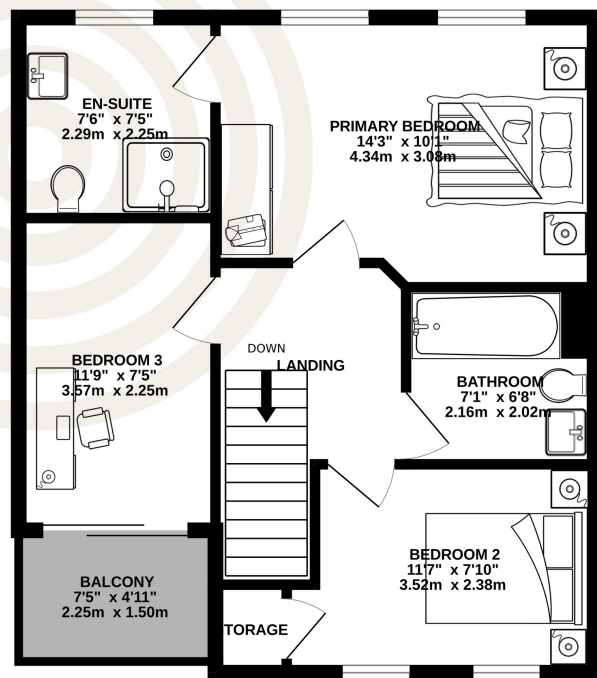 EN-SUITE
7'6" x 7'5"
2.29m x 2.25m
PRIMARY BEDROOM
14'3" x 10'1"
4.34m x 3.08m
DOWN
LANDING
BEDROOM 3
11'9" x 7'5"
3.57m x 2.25m
BATHROOM
7'1" x 6'8"
2.16m x 2.02m
BEDROOM 2
11'7" x 7'10"
3.52m x 2.38m
BALCONY
7'5" x 4'11"
2.25m x 1.50m
TORAGE